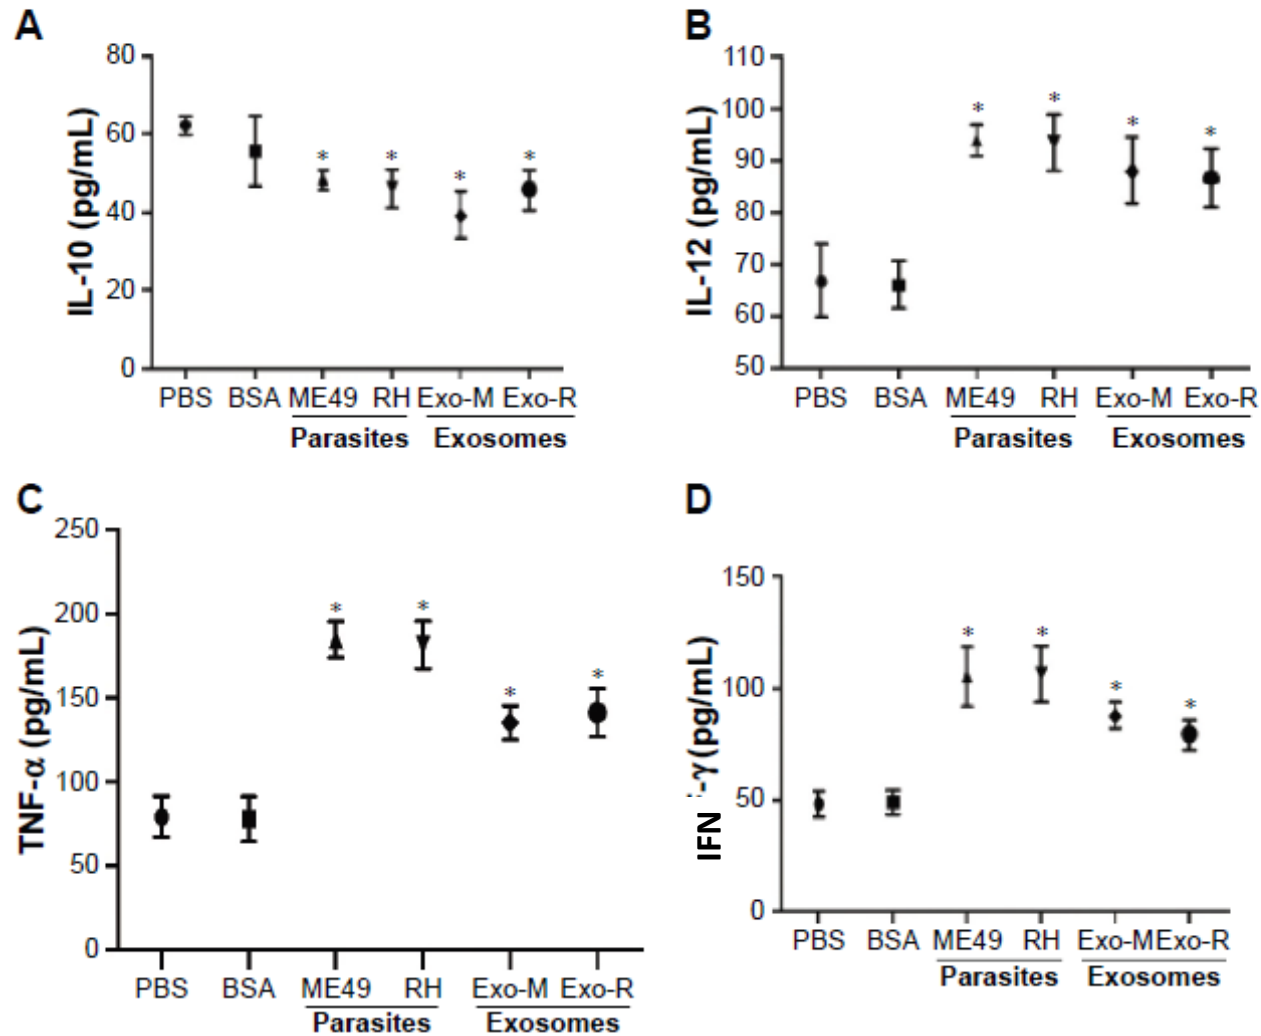 A
IL-10 (pg/mL)
80
60
40
20
0
* * * *
PBS BSA ME49 RH Exo-M Exo-R
Parasites Exosomes
B
IL-12 (pg/mL)
110
100
90
80
70
60
50
* * * *
PBS BSA ME49 RH Exo-M Exo-R
Parasites Exosomes
C
TNF-α (pg/mL)
250
200
150
100
50
0
* * * *
PBS BSA ME49 RH Exo-M Exo-R
Parasites Exosomes
D
IFN-γ (pg/mL)
150
100
50
0
* * * *
PBS BSA ME49 RH Exo-M Exo-R
Parasites Exosomes